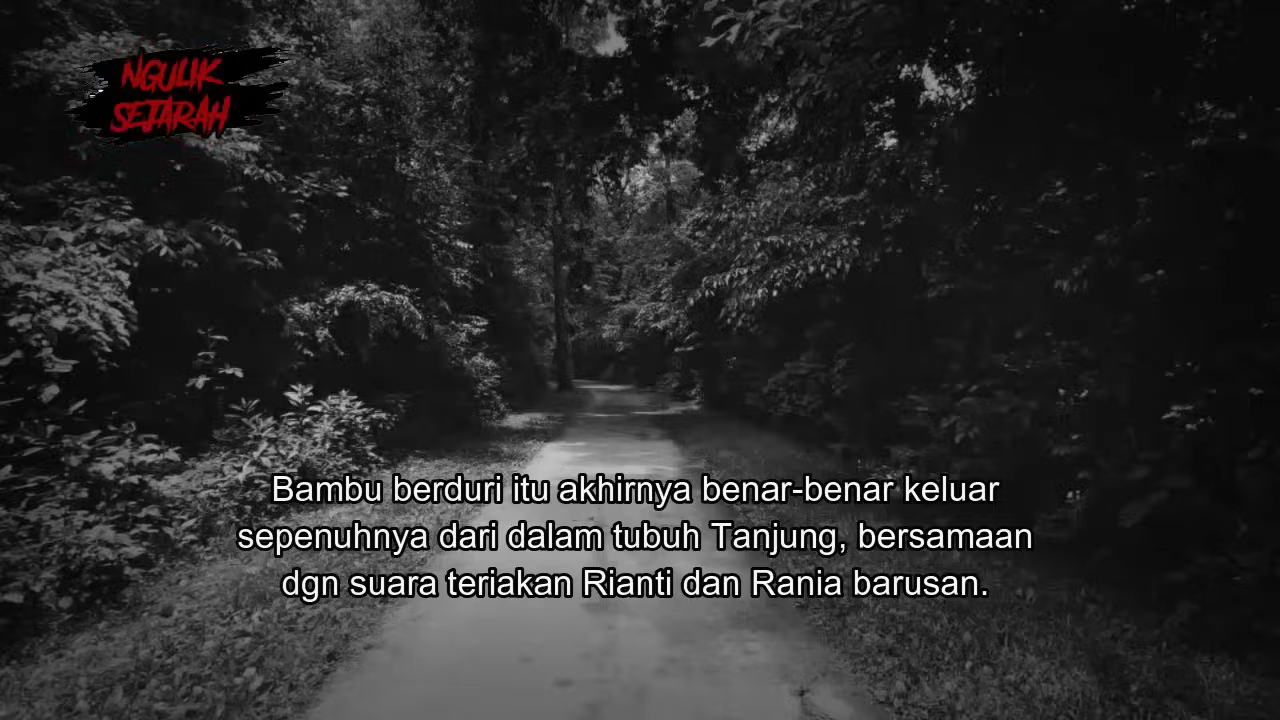 NGULIK
SEJARAH
Bambu berduri itu akhirnya benar-benar keluar
sepenuhnya dari dalam tubuh Tanjung, bersamaan
dgn suara teriakan Rianti dan Rania barusan.